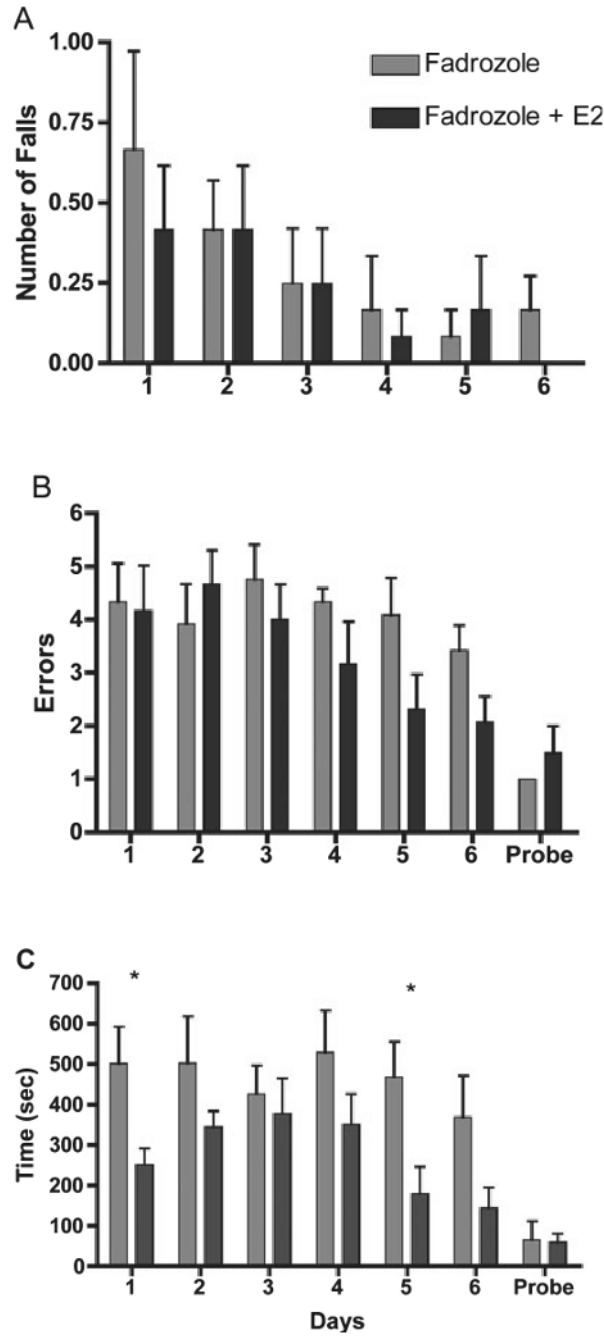 A
1.00
0.75
0.50
0.25
0.00
Number of Falls
Fadrozole
Fadrozole + E2
1 2 3 4 5 6
B
6
5
4
3
2
1
0
Errors
1 2 3 4 5 6 Probe
C
700
600
500
400
300
200
100
0
Time (sec)
* *
1 2 3 4 5 6 Probe
Days